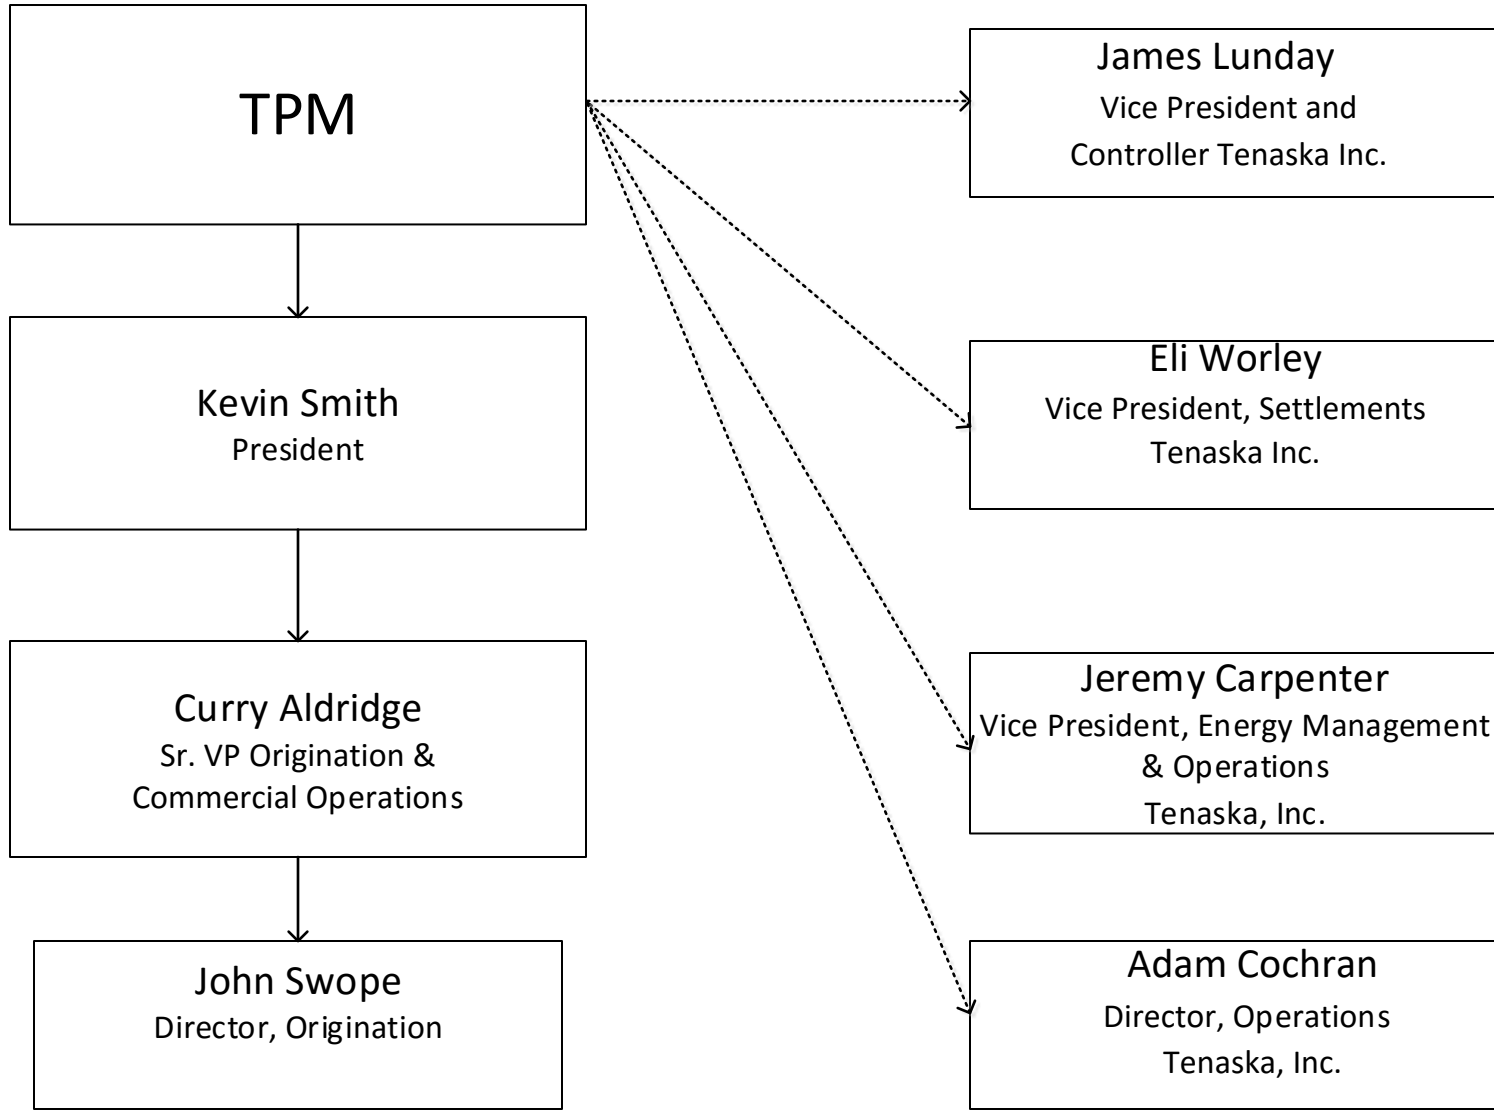 TPM
James Lunday
Vice President and
Controller Tenaska Inc.
Kevin Smith
President
Eli Worley
Vice President, Settlements
Tenaska Inc.
Curry Aldridge
Sr. VP Origination &
Commercial Operations
Jeremy Carpenter
Vice President, Energy Management
& Operations
Tenaska, Inc.
John Swope
Director, Origination
Adam Cochran
Director, Operations
Tenaska, Inc.